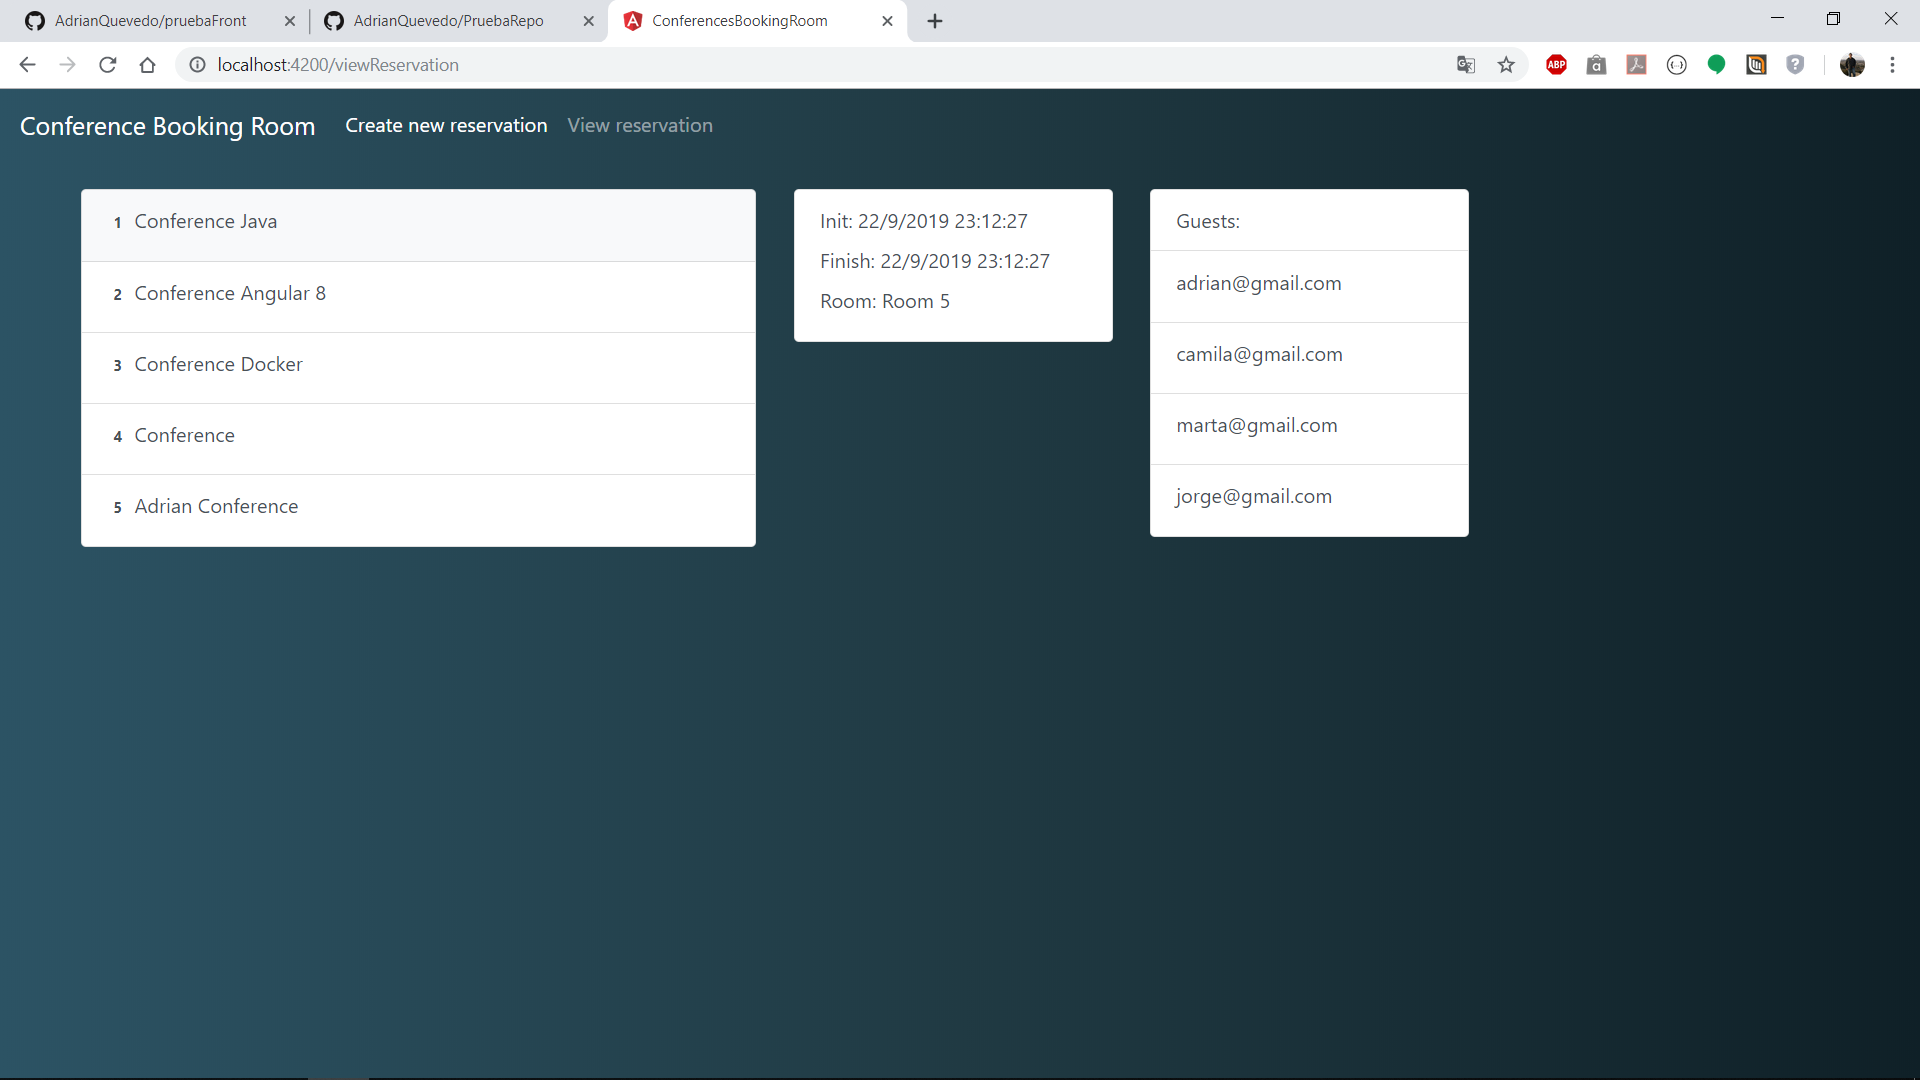 AdrianQuevedo/pruebaFront
AdrianQuevedo/PruebaRepo
ConferencesBookingRoom
localhost:4200/viewReservation
ABP
Conference Booking Room
Create new reservation
View reservation
1 Conference Java
2 Conference Angular 8
3 Conference Docker
4 Conference
5 Adrian Conference
Init: 22/9/2019 23:12:27
Finish: 22/9/2019 23:12:27
Room: Room 5
Guests:
adrian@gmail.com
camila@gmail.com
marta@gmail.com
jorge@gmail.com